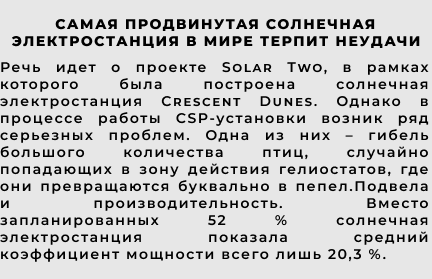 САМАЯ ПРОДВИНУТАЯ СОЛНЕЧНАЯ
ЭЛЕКТРОСТАНЦИЯ В МИРЕ ТЕРПИТ НЕУДАЧИ
Речь идет о проекте Solar Two, в рамках
которого была построена солнечная
электростанция Crescent Dunes. Однако в
процессе работы CSP-установки возник ряд
серьезных проблем. Одна из них – гибель
большого количества птиц, случайно
попадающих в зону действия гелиостатов, где
они превращаются буквально в пепел.Подвела
и производительность. Вместо
запланированных 52 % солнечная
электростанция показала средний
коэффициент мощности всего лишь 20,3 %.